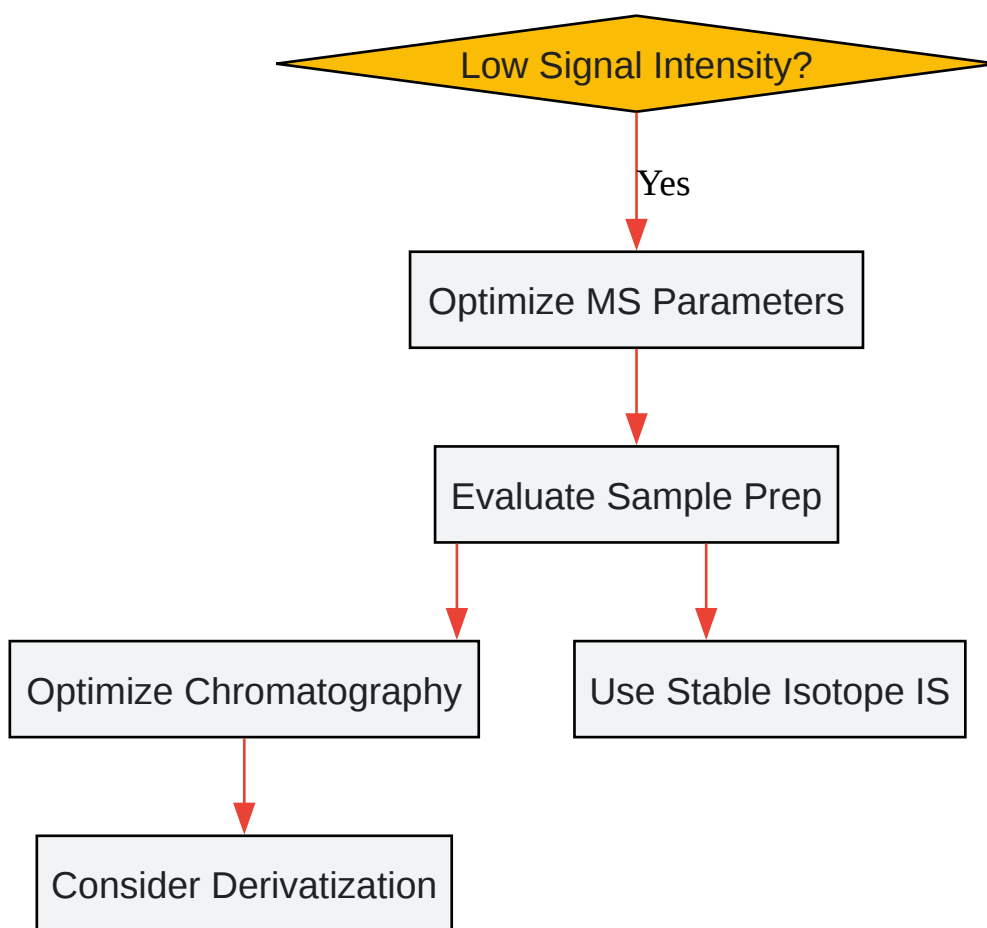 Low Signal Intensity?
Yes
Optimize MS Parameters
Evaluate Sample Prep
Optimize Chromatography
Use Stable Isotope IS
Consider Derivatization